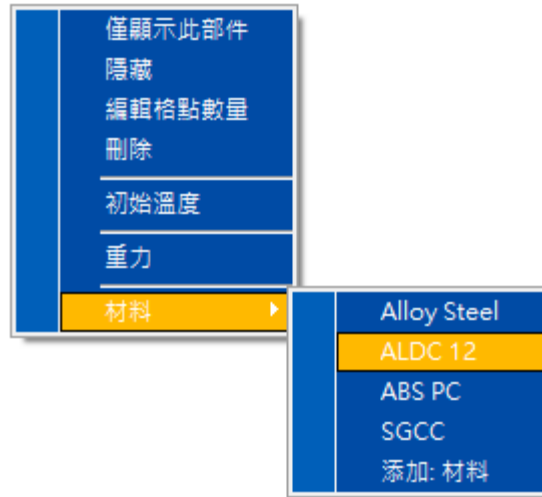 僅顯示此部件
隱藏
編輯格點數量
刪除
初始溫度
重力
材料
Alloy Steel
ALDC 12
ABS PC
SGCC
添加: 材料